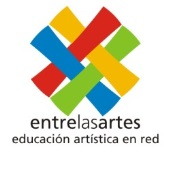 entrelasartes
educación artística en red